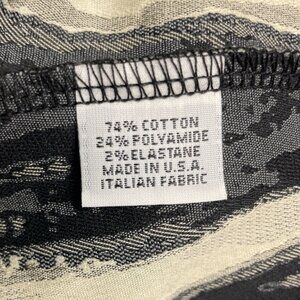 74% COTTON
24% POLYAMIDE
2% ELASTANE
MADE IN U.S.A.
ITALIAN FABRIC